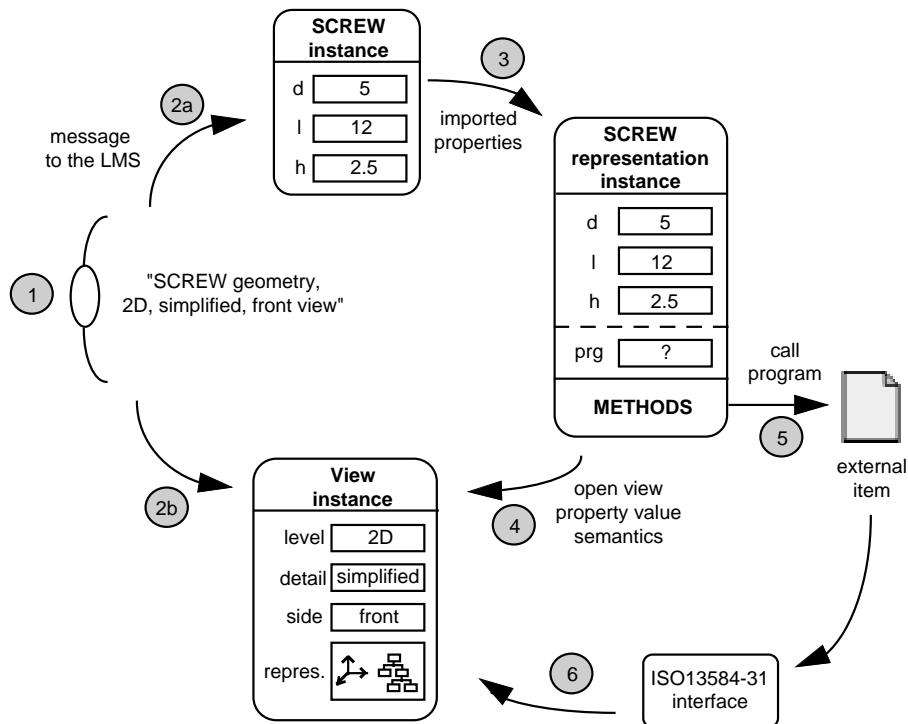 SCREW
instance
d 5
l 12
h 2.5
2a
message
to the LMS
3
imported
properties
SCREW
representation
instance
d 5
l 12
h 2.5
prg ?
METHODS
1
"SCREW geometry,
2D, simplified, front view"
call
program
5
external
item
2b
View
instance
level 2D
detail simplified
side front
repres.
4
open view
property value
semantics
6
ISO13584-31
interface